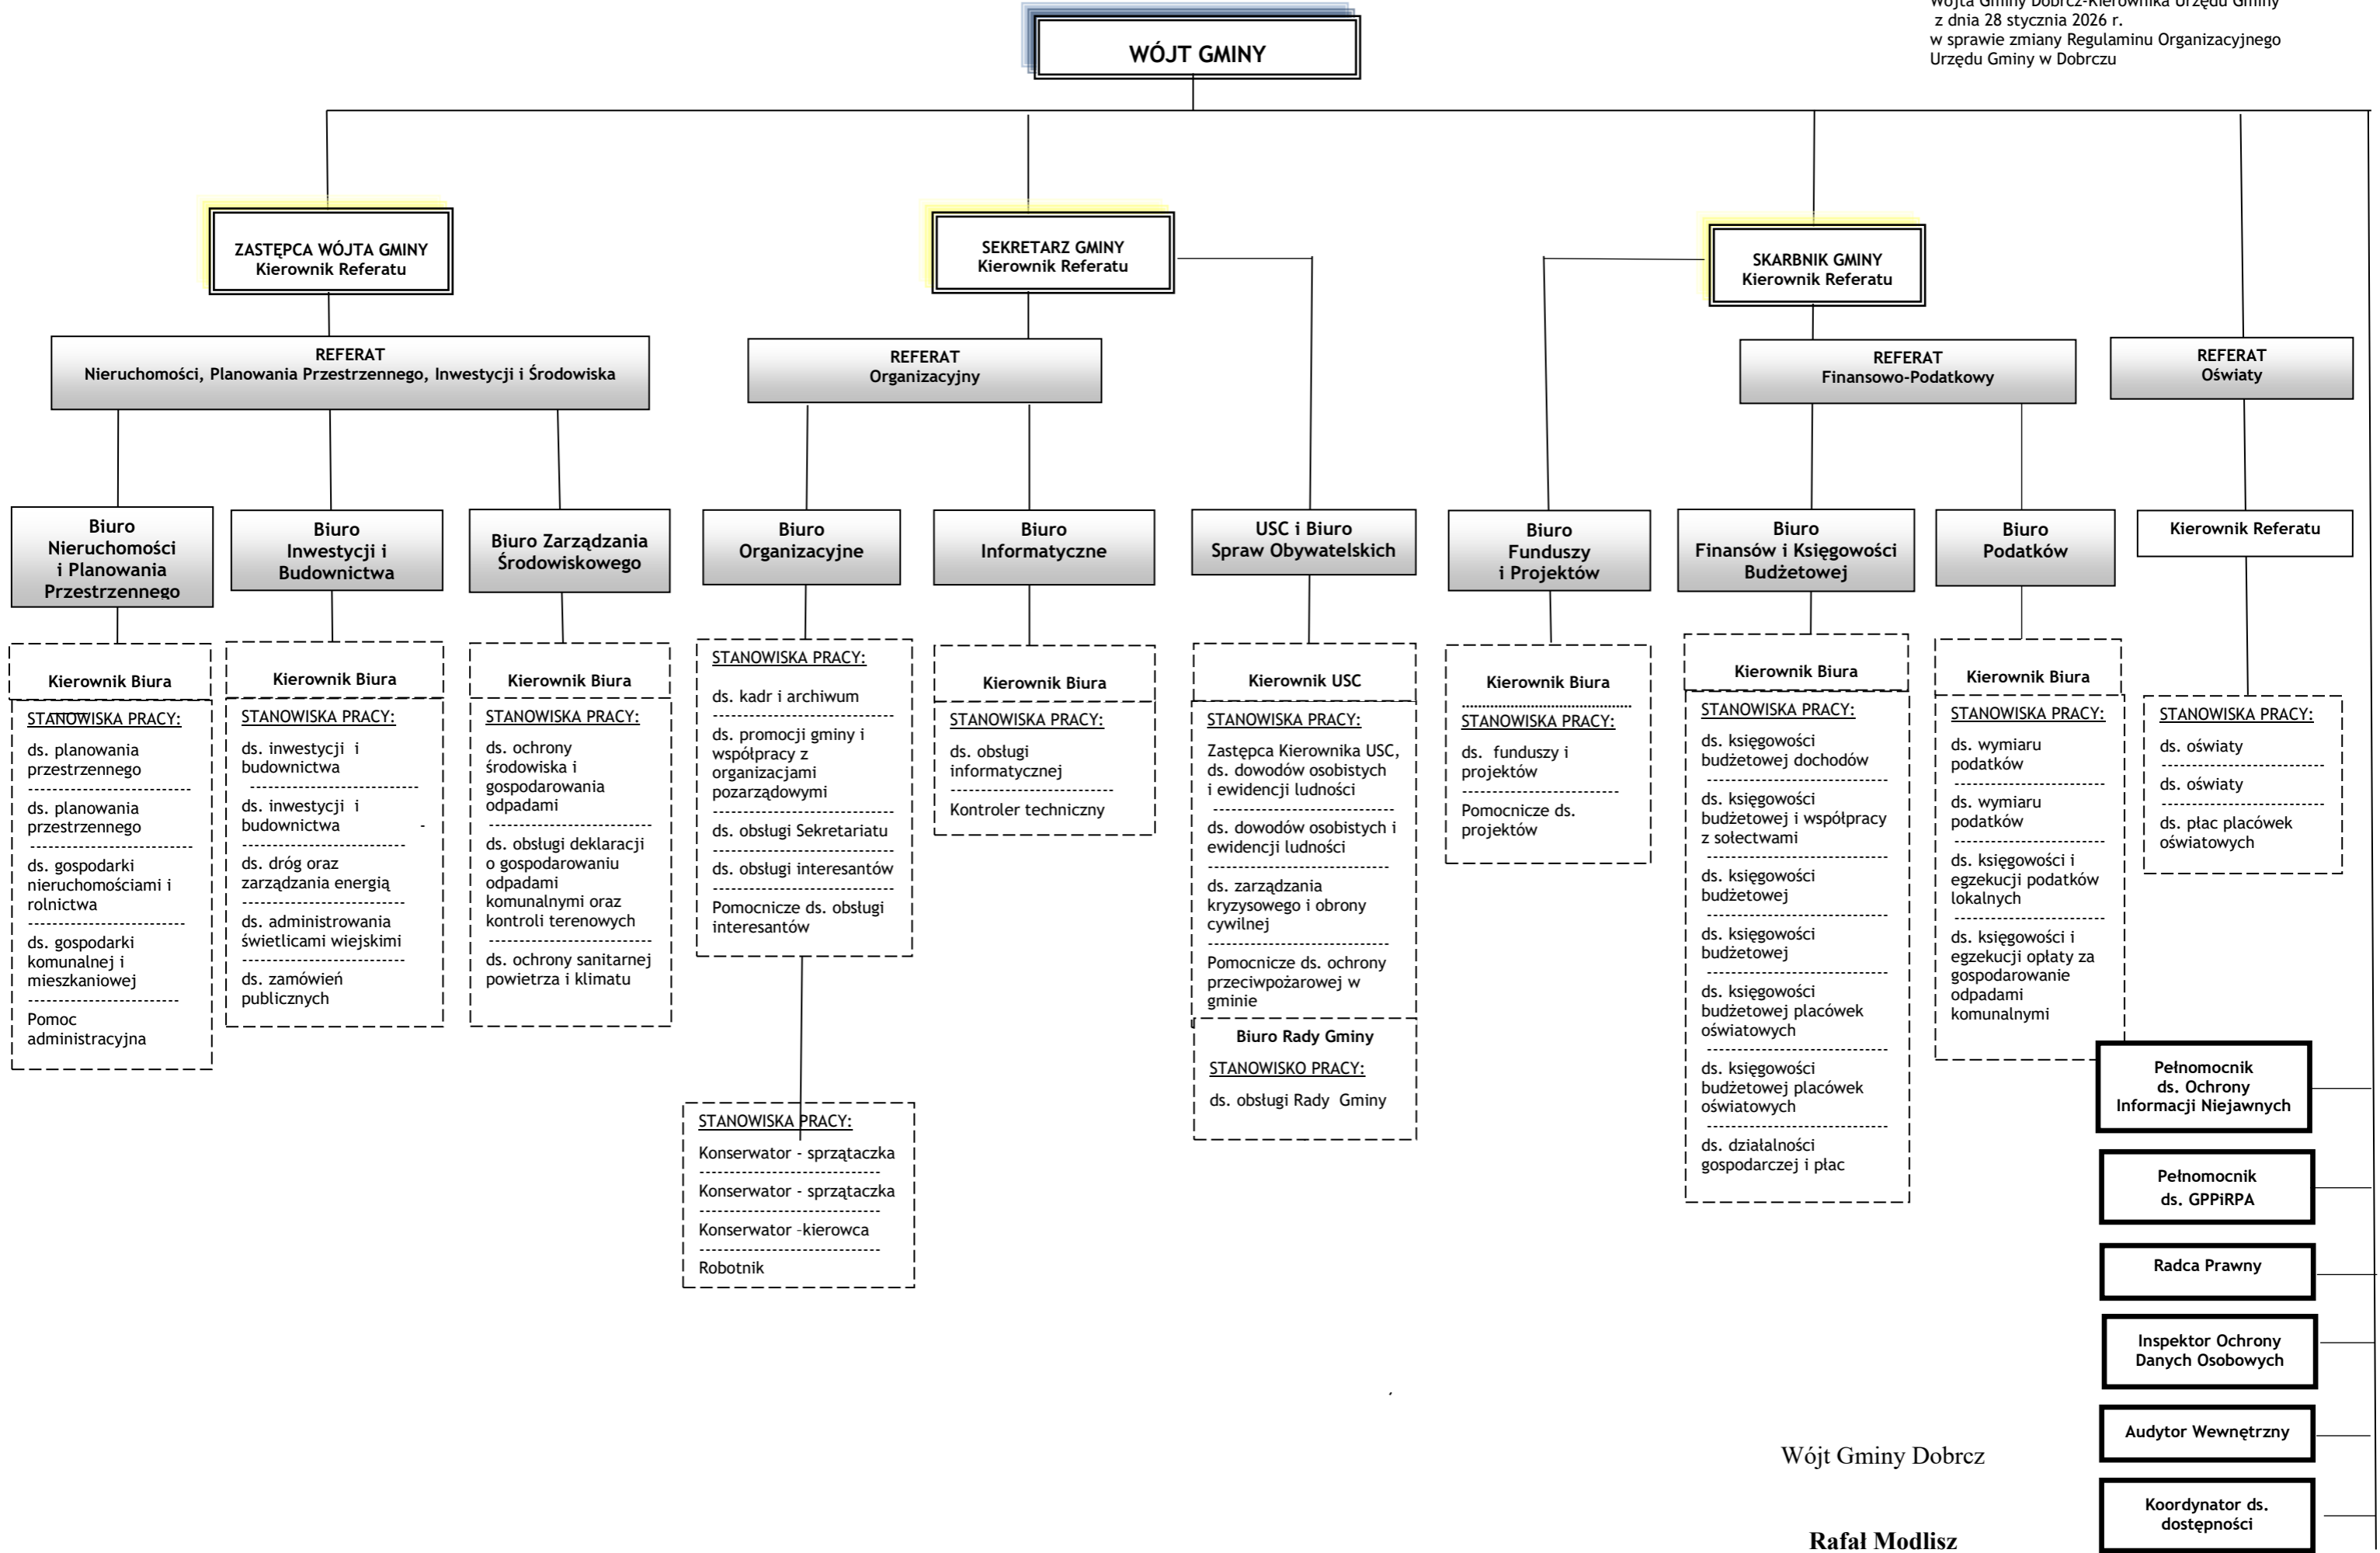 Wójta Gminy Dobrcz-Kierownika Urzędu Gminy
z dnia 28 stycznia 2026 r.
w sprawie zmiany Regulaminu Organizacyjnego
Urzędu Gminy w Dobrczu
WÓJT GMINY
ZASTĘPCA WÓJTA GMINY
Kierownik Referatu
SEKRETARZ GMINY
Kierownik Referatu
SKARBNIK GMINY
Kierownik Referatu
REFERAT
Nieruchomości, Planowania Przestrzennego, Inwestycji i Środowiska
REFERAT
Organizacyjny
REFERAT
Finansowo-Podatkowy
REFERAT
Oświaty
Biuro
Nieruchomości
i Planowania
Przestrzennego
Biuro
Inwestycji i
Budownictwa
Biuro Zarządzania
Środowiskowego
Biuro
Organizacyjne
Biuro
Informatyczne
USC i Biuro
Spraw Obywatelskich
Biuro
Funduszy
i Projektów
Biuro
Finansów i Księgowości
Budżetowej
Biuro
Podatków
Kierownik Referatu
Kierownik Biura
STANOWISKA PRACY:
ds. planowania
przestrzennego
ds. planowania
przestrzennego
ds. gospodarki
nieruchomościami i
rolnictwa
ds. gospodarki
komunalnej i
mieszkaniowej
Pomoc
administracyjna
Kierownik Biura
STANOWISKA PRACY:
ds. inwestycji i
budownictwa
ds. inwestycji i
budownictwa -
ds. dróg oraz
zarządzania energią
ds. administrowania
świetlicami wiejskimi
ds. zamówień
publicznych
Kierownik Biura
STANOWISKA PRACY:
ds. ochrony
środowiska i
gospodarowania
odpadami
ds. obsługi deklaracji
o gospodarowaniu
odpadami
komunalnymi oraz
kontroli terenowych
ds. ochrony sanitarnej
powietrza i klimatu
STANOWISKA PRACY:
ds. kadr i archiwum
ds. promocji gminy i
współpracy z
organizacjami
pozarządowymi
ds. obsługi Sekretariatu
ds. obsługi interesantów
Pomocnicze ds. obsługi
interesantów
STANOWISKA PRACY:
Konserwator - sprzątaczka
Konserwator - sprzątaczka
Konserwator -kierowca
Robotnik
Kierownik Biura
STANOWISKA PRACY:
ds. obsługi
informatycznej
Kontroler techniczny
Kierownik USC
STANOWISKA PRACY:
Zastępca Kierownika USC,
ds. dowodów osobistych
i ewidencji ludności
ds. dowodów osobistych i
ewidencji ludności
ds. zarządzania
kryzysowego i obrony
cywilnej
Pomocnicze ds. ochrony
przeciwpożarowej w
gminie
Biuro Rady Gminy
STANOWISKO PRACY:
ds. obsługi Rady Gminy
Kierownik Biura
STANOWISKA PRACY:
ds. funduszy i
projektów
Pomocnicze ds.
projektów
Kierownik Biura
STANOWISKA PRACY:
ds. księgowości
budżetowej dochodów
ds. księgowości
budżetowej i współpracy
z sołectwami
ds. księgowości
budżetowej
ds. księgowości
budżetowej
ds. księgowości
budżetowej placówek
oświatowych
ds. księgowości
budżetowej placówek
oświatowych
ds. działalności
gospodarczej i płac
Kierownik Biura
STANOWISKA PRACY:
ds. wymiaru
podatków
ds. wymiaru
podatków
ds. księgowości i
egzekucji podatków
lokalnych
ds. księgowości i
egzekucji opłaty za
gospodarowanie
odpadami
komunalnymi
STANOWISKA PRACY:
ds. oświaty
ds. oświaty
ds. płac placówek
oświatowych
Pełnomocnik
ds. Ochrony
Informacji Niejawnych
Pełnomocnik
ds. GPPiRPA
Radca Prawny
Inspektor Ochrony
Danych Osobowych
Audytor Wewnętrzny
Koordynator ds.
dostępności
Wójt Gminy Dobrcz
Rafał Modlisz